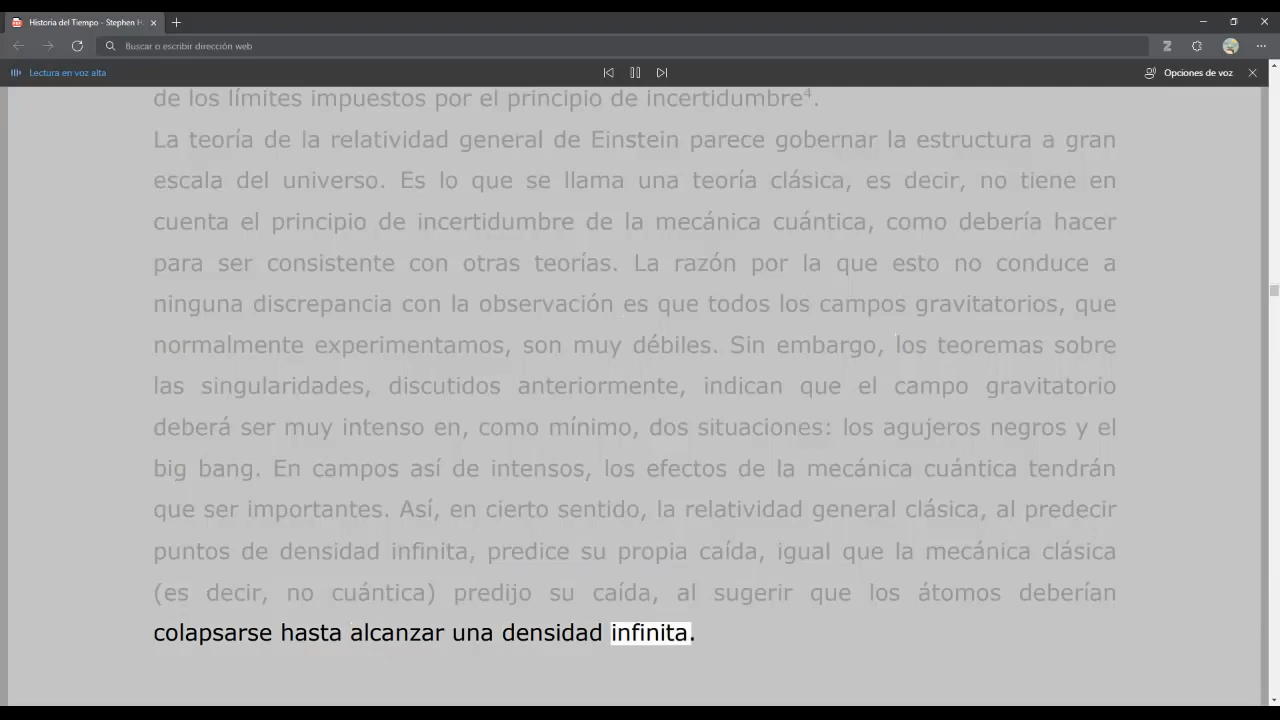 Historia del Tiempo - Stephen H
Buscar o escribir dirección web
Lectura en voz alta
Opciones de voz
de los límites impuestos por el principio de incertidumbre⁴.
La teoría de la relatividad general de Einstein parece gobernar la estructura a gran
escala del universo. Es lo que se llama una teoría clásica, es decir, no tiene en
cuenta el principio de incertidumbre de la mecánica cuántica, como debería hacer
para ser consistente con otras teorías. La razón por la que esto no conduce a
ninguna discrepancia con la observación es que todos los campos gravitatorios, que
normalmente experimentamos, son muy débiles. Sin embargo, los teoremas sobre
las singularidades, discutidos anteriormente, indican que el campo gravitatorio
deberá ser muy intenso en, como mínimo, dos situaciones: los agujeros negros y el
big bang. En campos así de intensos, los efectos de la mecánica cuántica tendrán
que ser importantes. Así, en cierto sentido, la relatividad general clásica, al predecir
puntos de densidad infinita, predice su propia caída, igual que la mecánica clásica
(es decir, no cuántica) predijo su caída, al sugerir que los átomos deberían
colapsarse hasta alcanzar una densidad infinita.